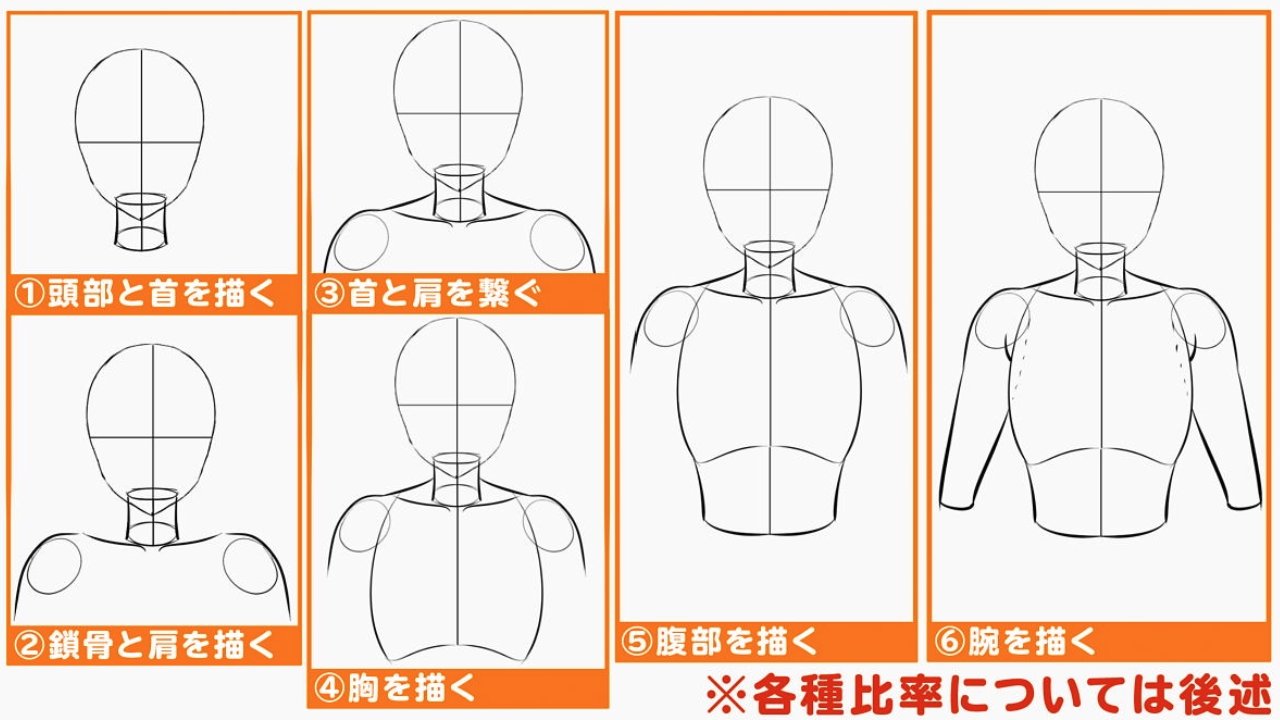 ①頭部と首を描く
②鎖骨と肩を描く
③首と肩を繋ぐ
④胸を描く
⑤腹部を描く
⑥腕を描く
※各種比率については後述